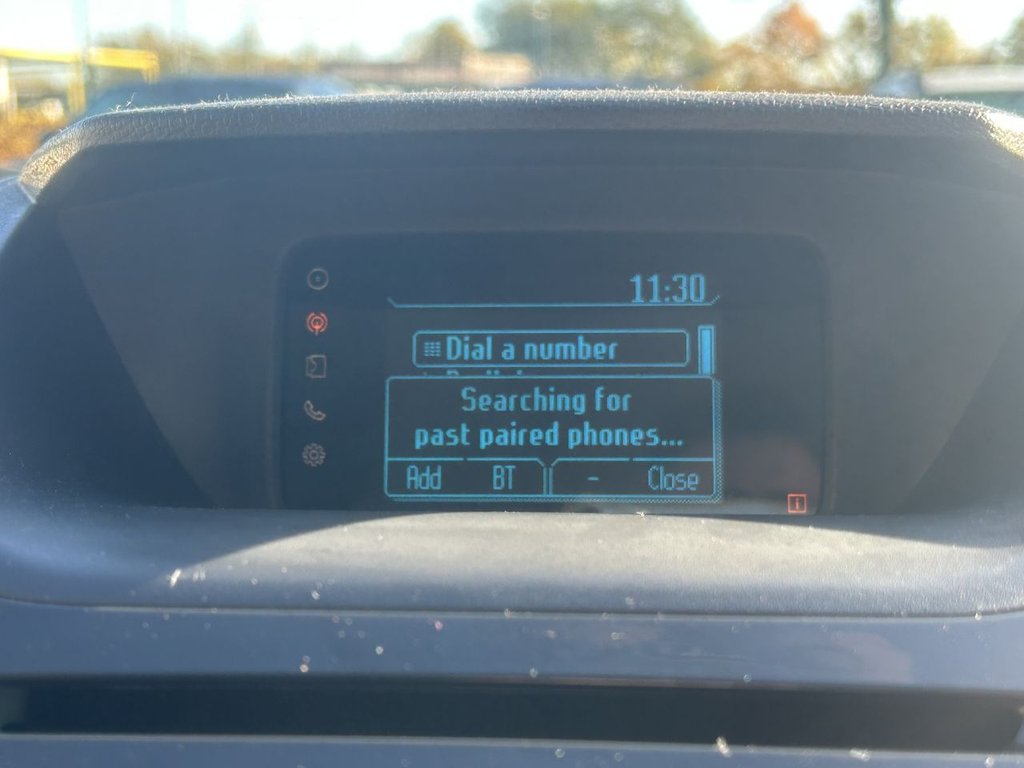 11:30
Dial a number
Searching for
past paired phones...
Add BT - Close
i